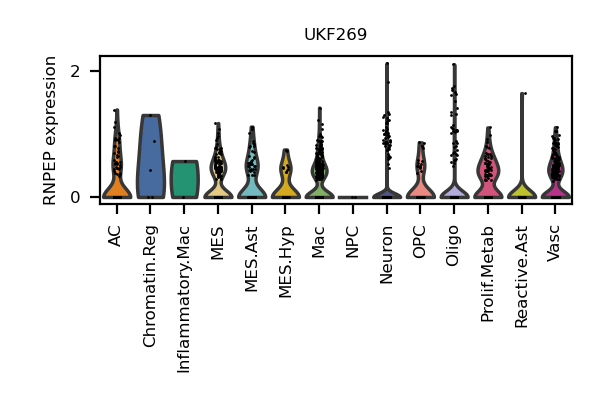 UKF269
RNPEP expression
2
0
AC
Chromatin.Reg
Inflammatory.Mac
MES
MES.Ast
MES.Hyp
Mac
NPC
Neuron
OPC
Oligo
Prolif.Metab
Reactive.Ast
Vasc